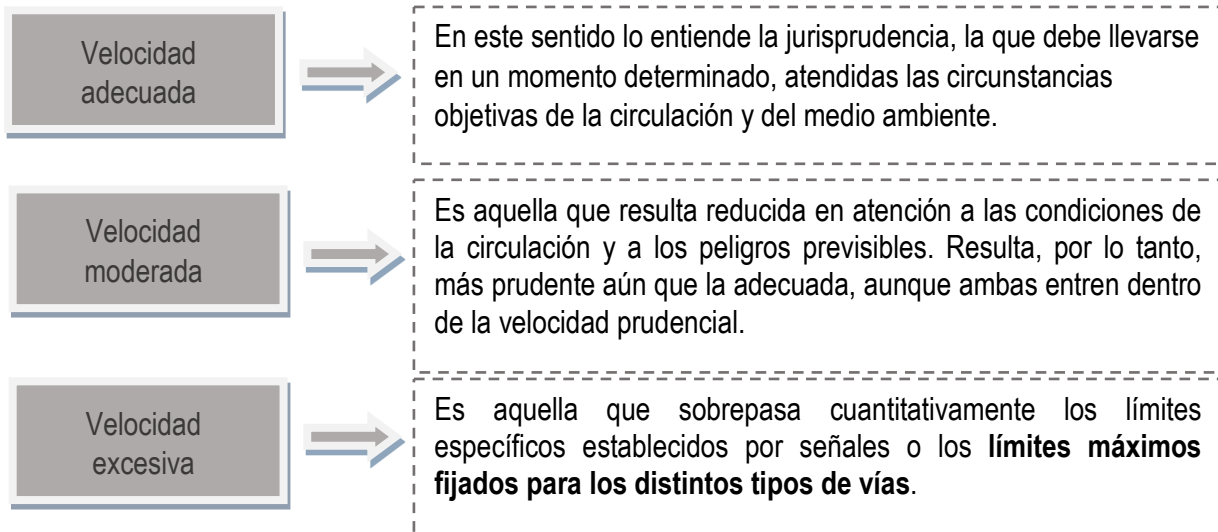 Velocidad
adecuada
En este sentido lo entiende la jurisprudencia, la que debe llevarse
en un momento determinado, atendidas las circunstancias
objetivas de la circulación y del medio ambiente.
Velocidad
moderada
Es aquella que resulta reducida en atención a las condiciones de
la circulación y a los peligros previsibles. Resulta, por lo tanto,
más prudente aún que la adecuada, aunque ambas entren dentro
de la velocidad prudencial.
Velocidad
excesiva
Es aquella que sobrepasa cuantitativamente los límites
específicos establecidos por señales o los límites máximos
fijados para los distintos tipos de vías.